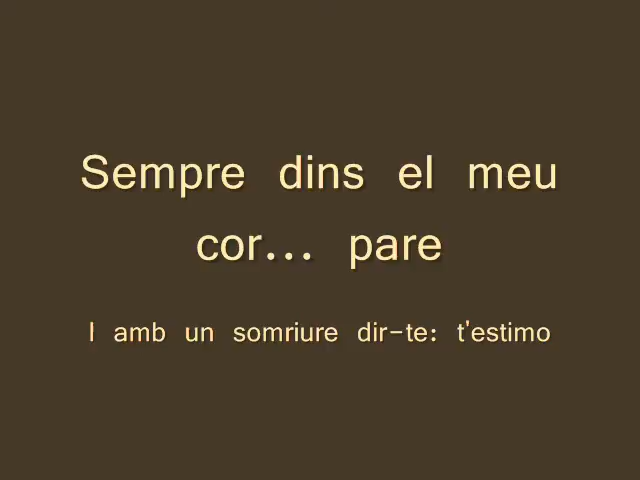 Sempre dins el meu
cor... pare
I amb un somriure dir-te: t'estimo